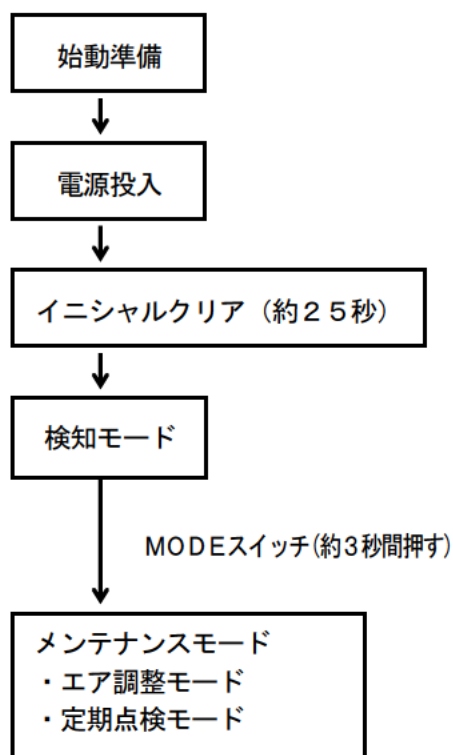 始動準備
電源投入
イニシャルクリア（約２５秒）
検知モード
ＭＯＤＥスイッチ(約３秒間押す)
メンテナンスモード
・エア調整モード
・定期点検モード